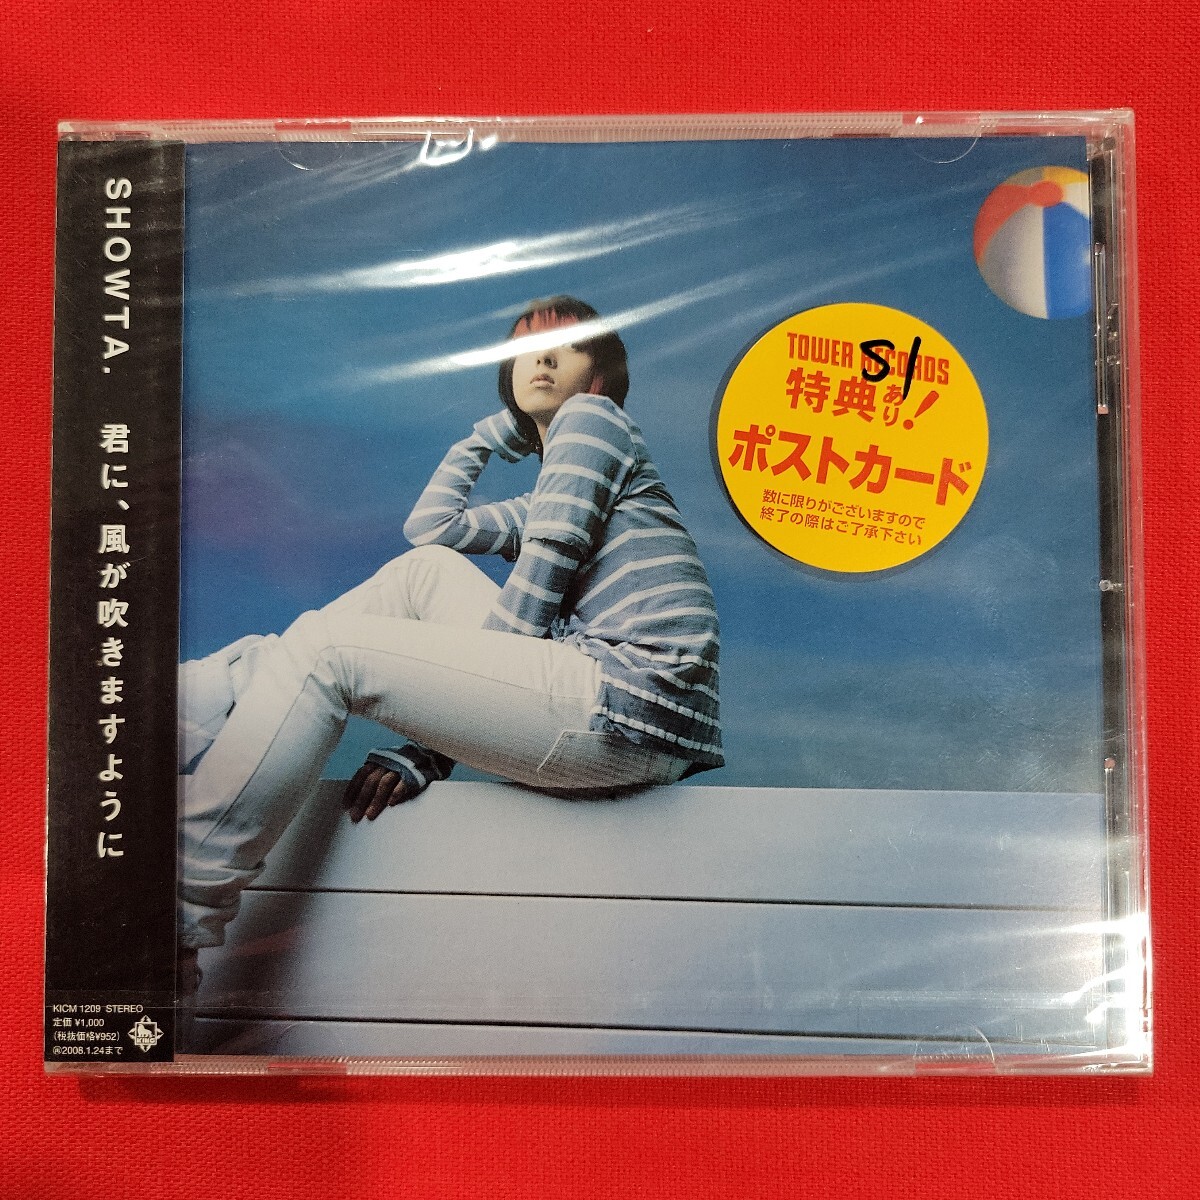 SHOWTA. 君に、風が吹きますように
KICM 1209 STEREO
定価 ¥1,000
(税抜価格¥952)
2008.1.24まで
KING
TOWER RECORDS
S1
特典あり!
ポストカード
数に限りがございますので
終了の際はご了承下さい